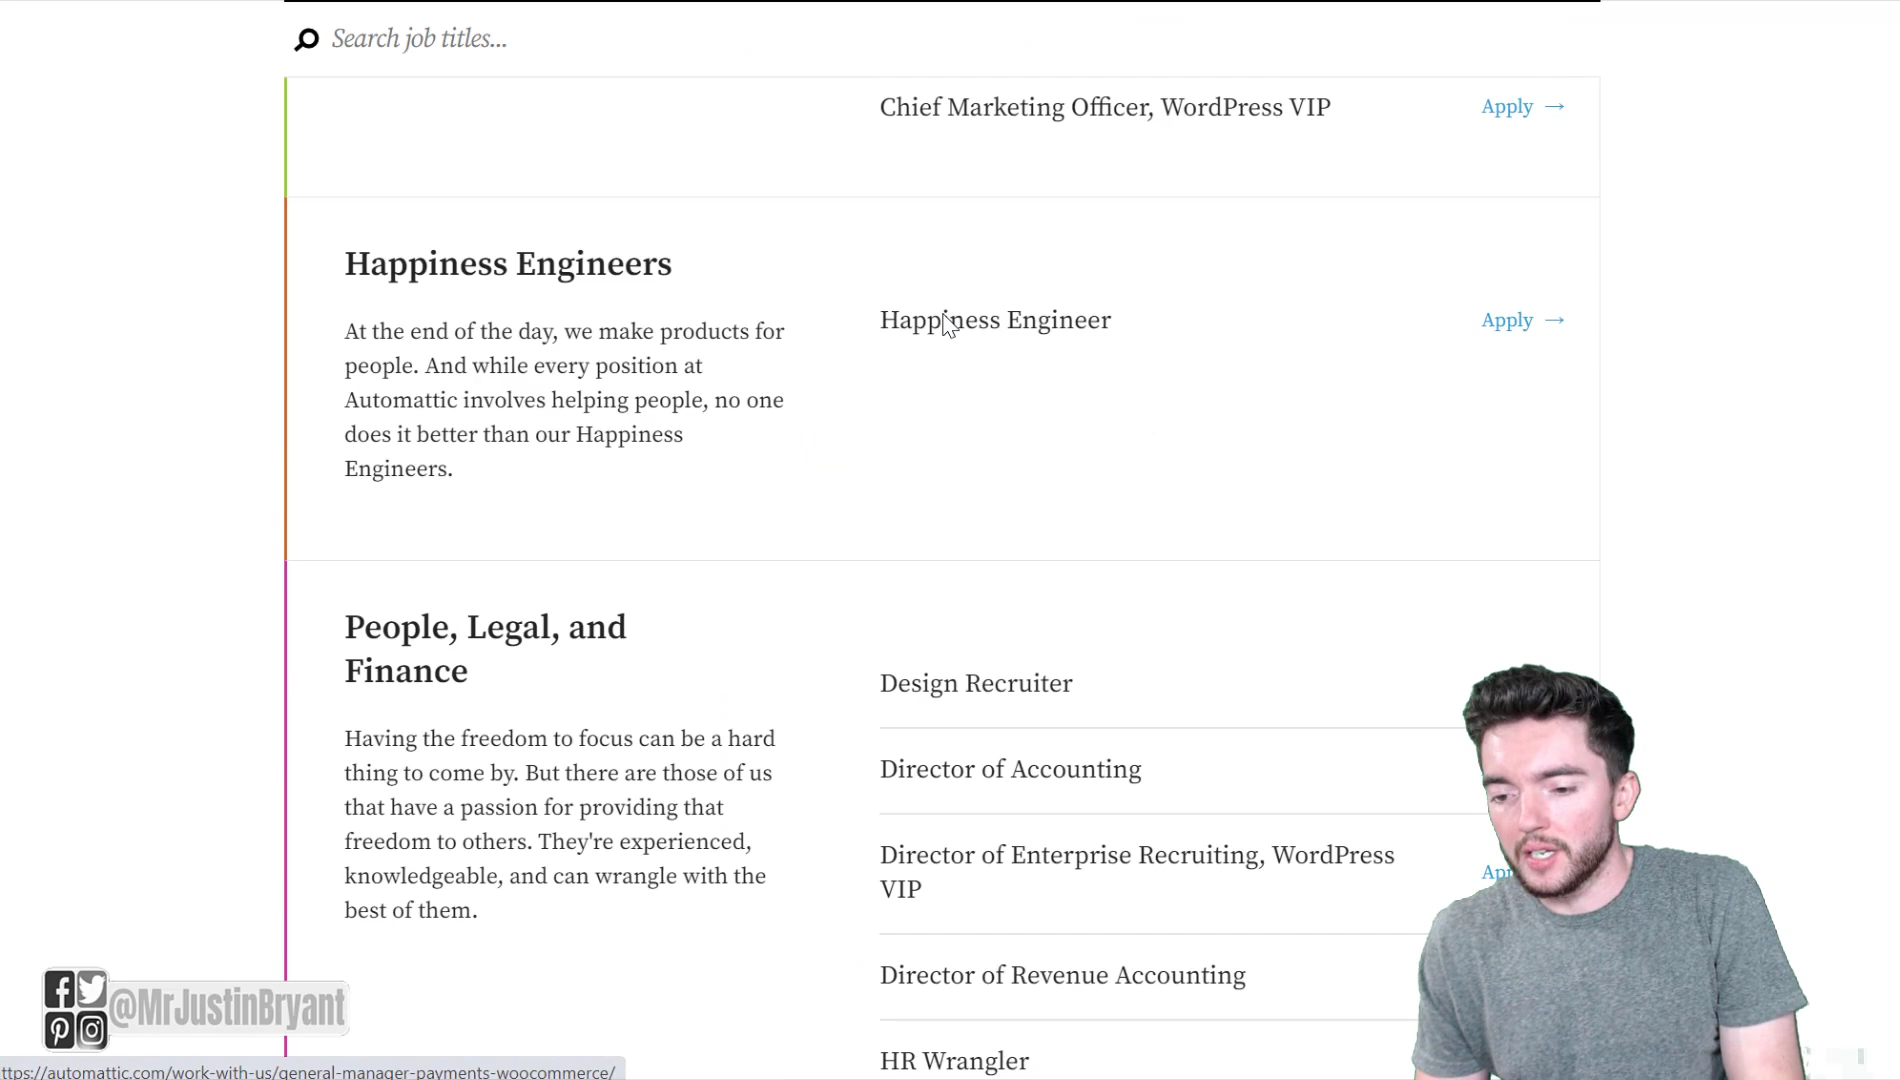 Search job titles...
Chief Marketing Officer, WordPress VIP
Apply →
Happiness Engineers
At the end of the day, we make products for
people. And while every position at
Automattic involves helping people, no one
does it better than our Happiness
Engineers.
Happiness Engineer
Apply →
People, Legal, and
Finance
Having the freedom to focus can be a hard
thing to come by. But there are those of us
that have a passion for providing that
freedom to others. They're experienced,
knowledgeable, and can wrangle with the
best of them.
Design Recruiter
Director of Accounting
Director of Enterprise Recruiting, WordPress
VIP
Director of Revenue Accounting
HR Wrangler
@MrJustinBryant
ttps://automattic.com/work-with-us/general-manager-payments-woocommerce/